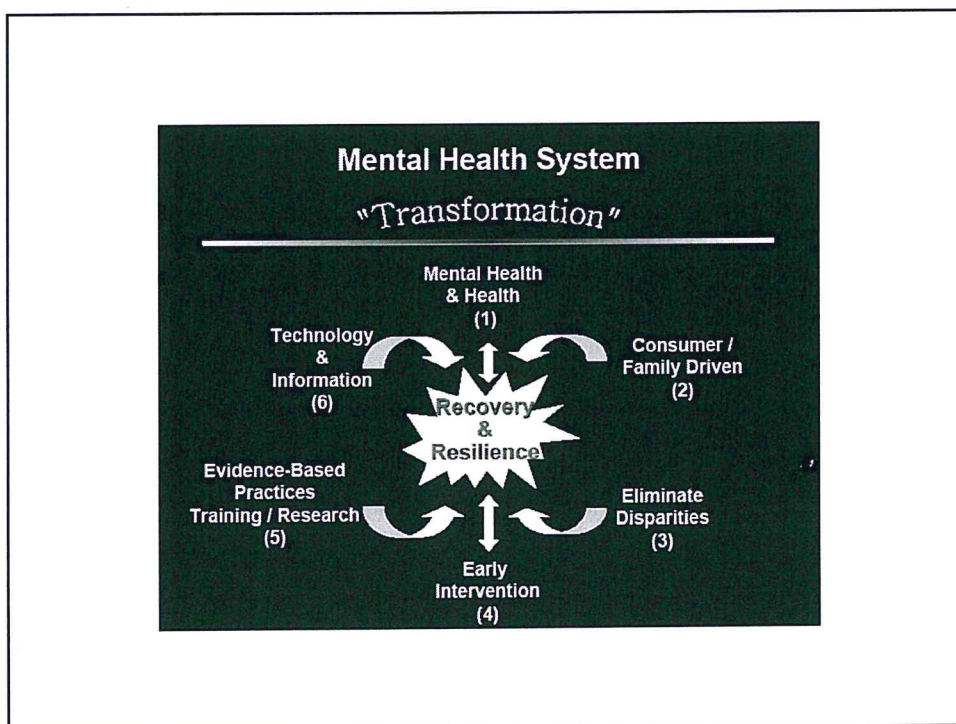 Mental Health System
"Transformation"
Mental Health
& Health
(1)
Consumer /
Family Driven
(2)
Eliminate
Disparities
(3)
Early
Intervention
(4)
Evidence-Based
Practices
Training / Research
(5)
Technology
&
Information
(6)
Recovery
&
Resilience